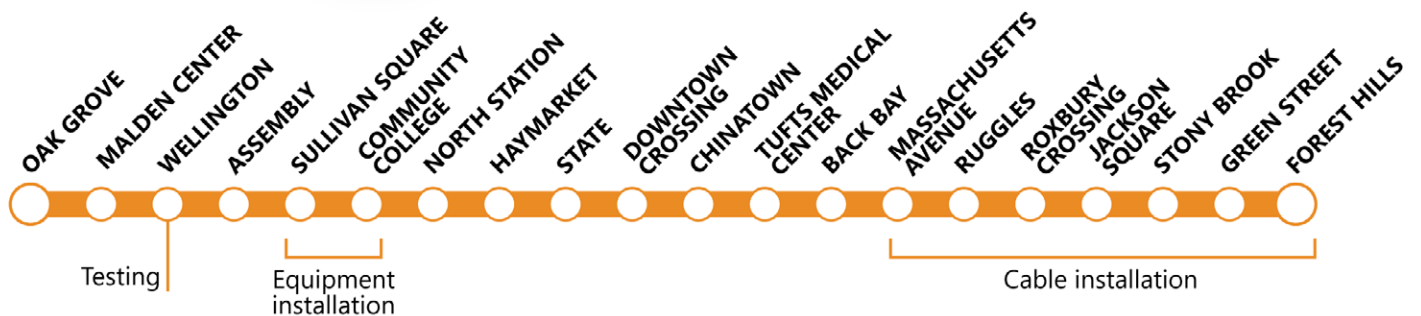 OAK GROVE
MALDEN CENTER
WELLINGTON
ASSEMBLY
SULLIVAN SQUARE
COMMUNITY
COLLEGE
NORTH STATION
HAYMARKET
STATE
DOWNTOWN
CROSSING
CHINATOWN
TUFTS MEDICAL
CENTER
BACK BAY
MASSACHUSETTS
AVENUE
RUGGLES
ROXBURY
CROSSING
JACKSON
SQUARE
STONY BROOK
GREEN STREET
FOREST HILLS
Testing
Equipment
installation
Cable installation